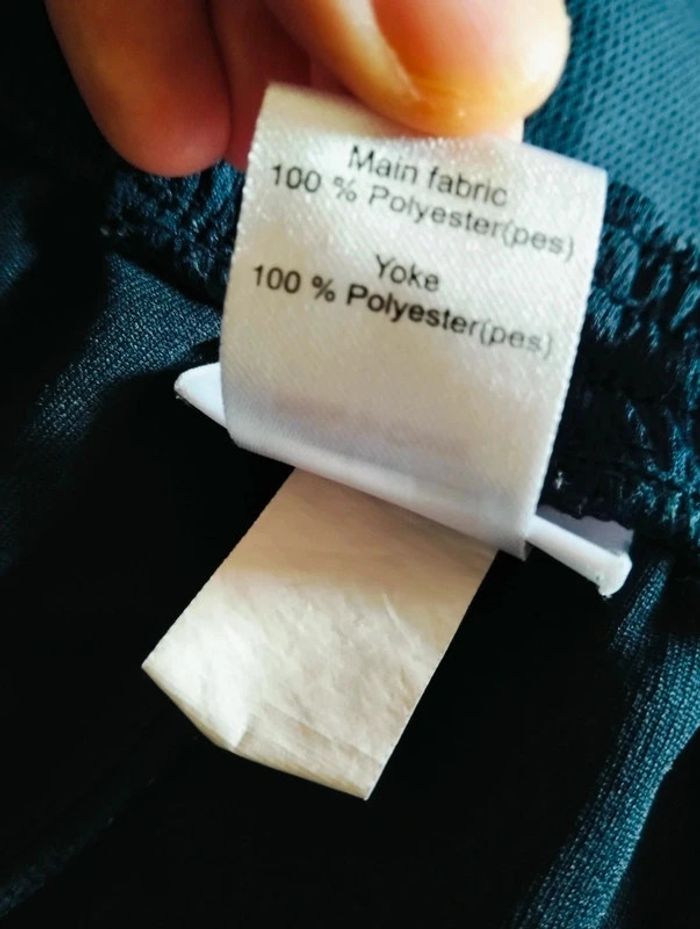 Main fabric
100 % Polyester(pes)
Yoke
100 % Polyester(pes)